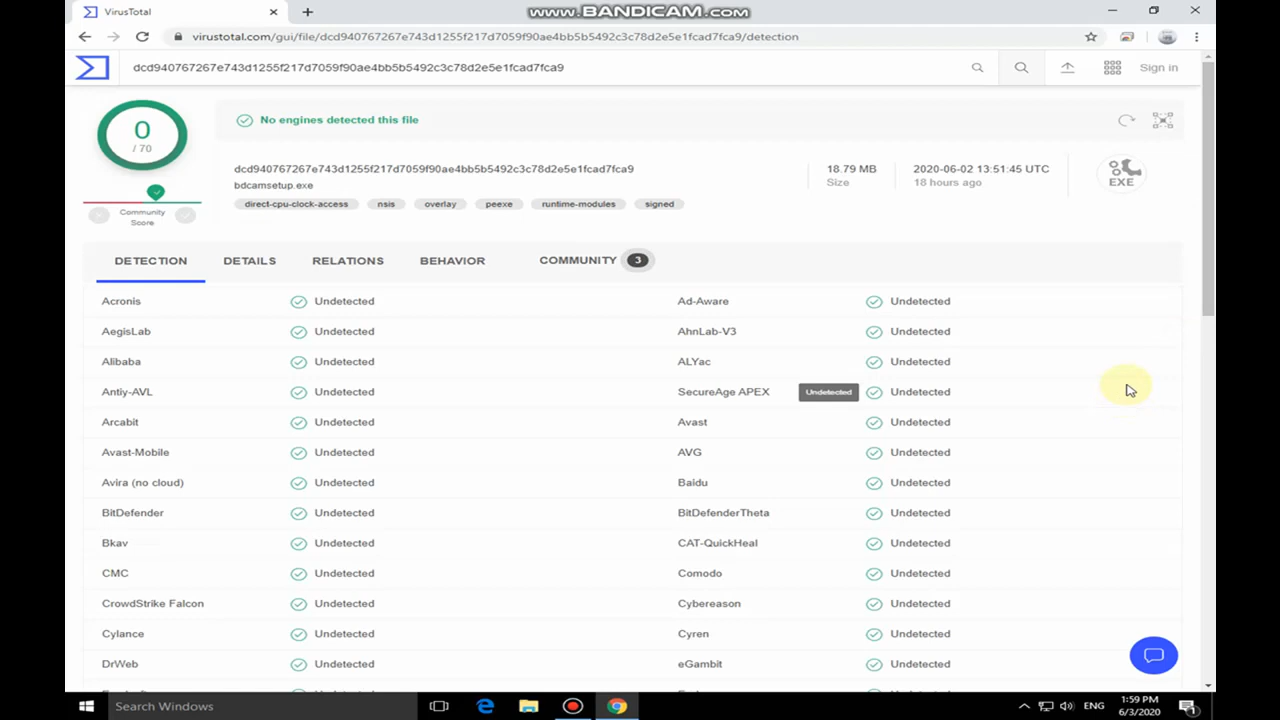 www.BANDICAM.com
VirusTotal
virustotal.com/gui/file/dcd940767267e743d1255f217d7059f90ae4bb5b5492c3c78d2e5e1fcad7fca9/detection
dcd940767267e743d1255f217d7059f90ae4bb5b5492c3c78d2e5e1fcad7fca9
Sign in
0
/ 70
No engines detected this file
dcd940767267e743d1255f217d7059f90ae4bb5b5492c3c78d2e5e1fcad7fca9
bdcamsetup.exe
18.79 MB
Size
2020-06-02 13:51:45 UTC
18 hours ago
EXE
direct-cpu-clock-access nsis overlay peexe runtime-modules signed
Community
Score
DETECTION DETAILS RELATIONS BEHAVIOR COMMUNITY 3
Acronis Undetected Ad-Aware Undetected
AegisLab Undetected AhnLab-V3 Undetected
Alibaba Undetected ALYac Undetected
Antiy-AVL Undetected SecureAge APEX Undetected Undetected
Arcabit Undetected Avast Undetected
Avast-Mobile Undetected AVG Undetected
Avira (no cloud) Undetected Baidu Undetected
BitDefender Undetected BitDefenderTheta Undetected
Bkav Undetected CAT-QuickHeal Undetected
CMC Undetected Comodo Undetected
CrowdStrike Falcon Undetected Cybereason Undetected
Cylance Undetected Cyren Undetected
DrWeb Undetected eGambit Undetected
Search Windows
ENG
1:59 PM
6/3/2020
1